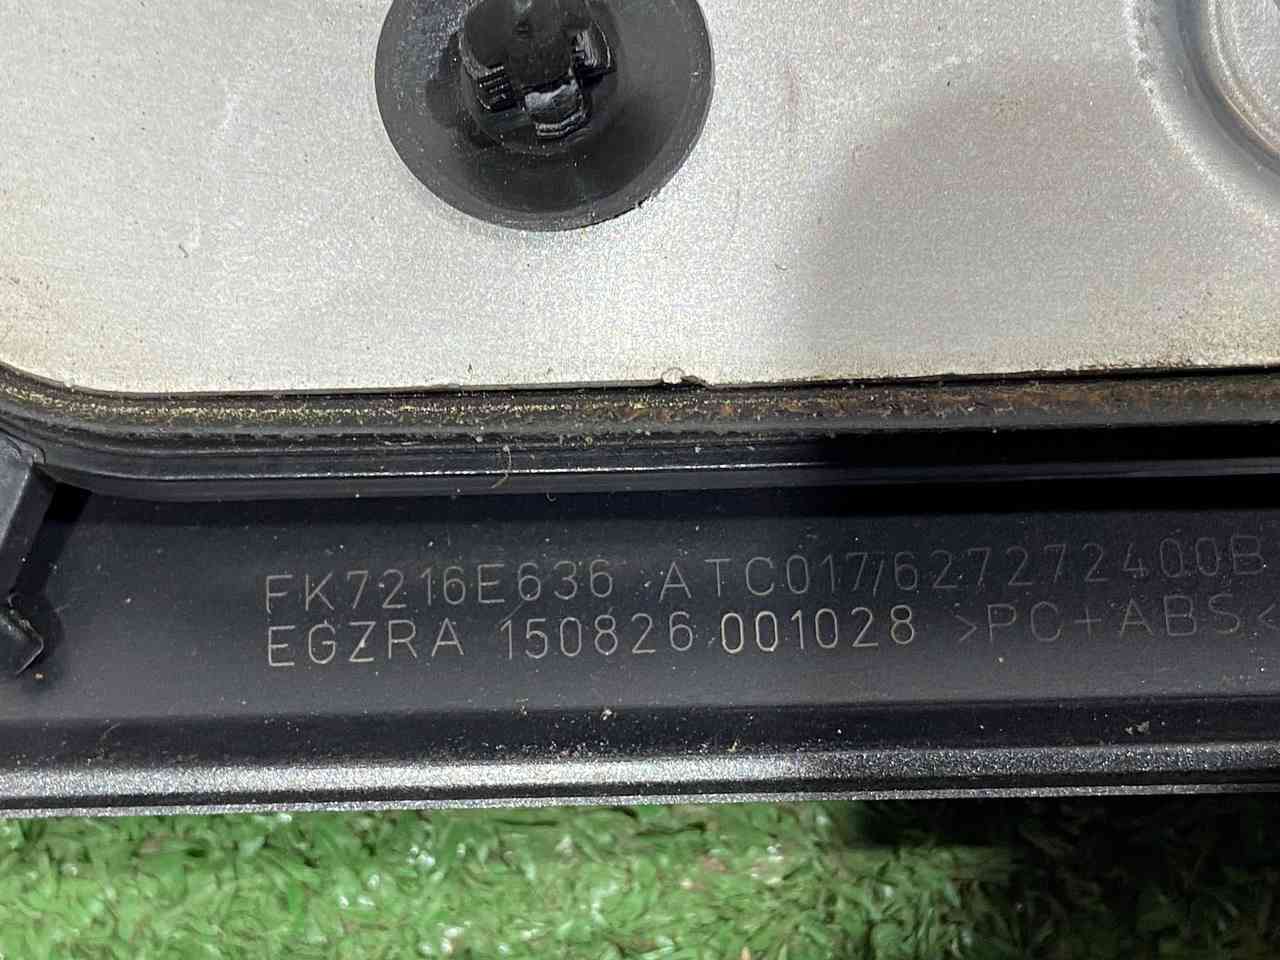 FK7216E636 ATC017/627272400B
EGZRA 150826 001028 >PC+ABS<